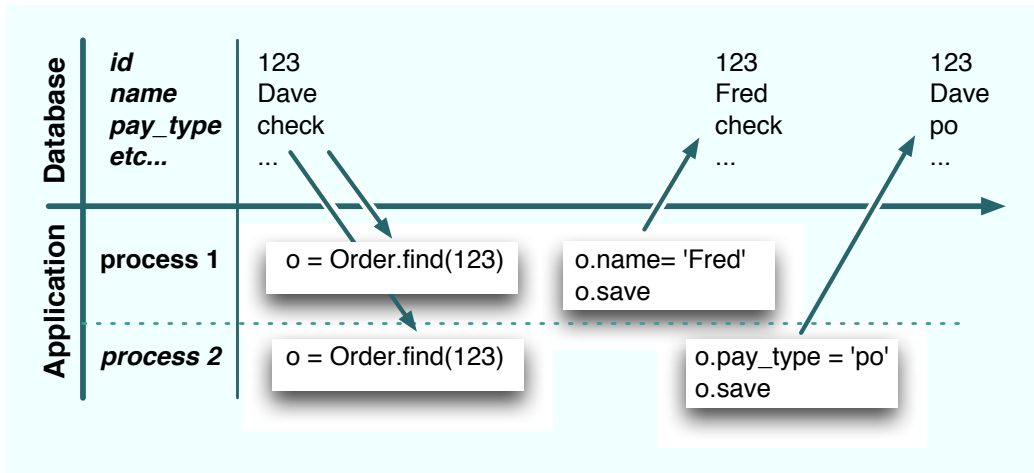 Database
id
name
pay_type
etc...
123
Dave
check
...
123
Fred
check
...
123
Dave
po
...
Application
process 1
o = Order.find(123)
o.name= 'Fred'
o.save
process 2
o = Order.find(123)
o.pay_type = 'po'
o.save